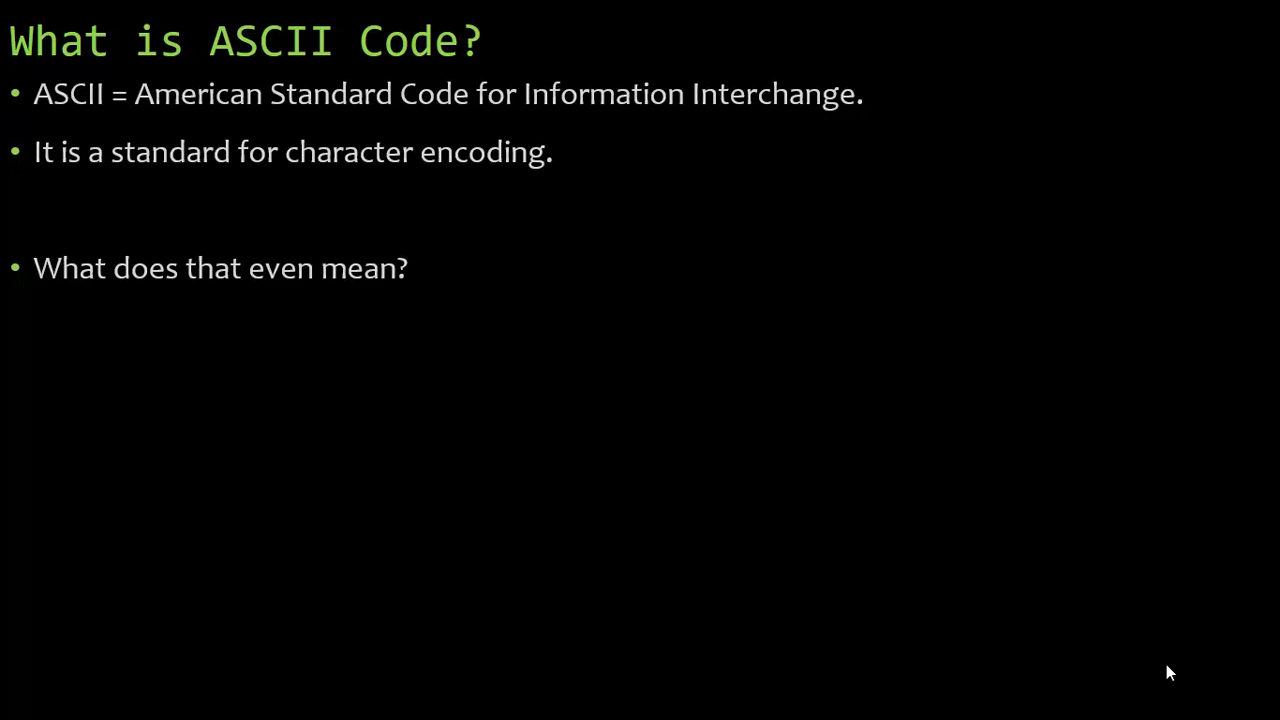 What is ASCII Code?
• ASCII = American Standard Code for Information Interchange.
• It is a standard for character encoding.
• What does that even mean?